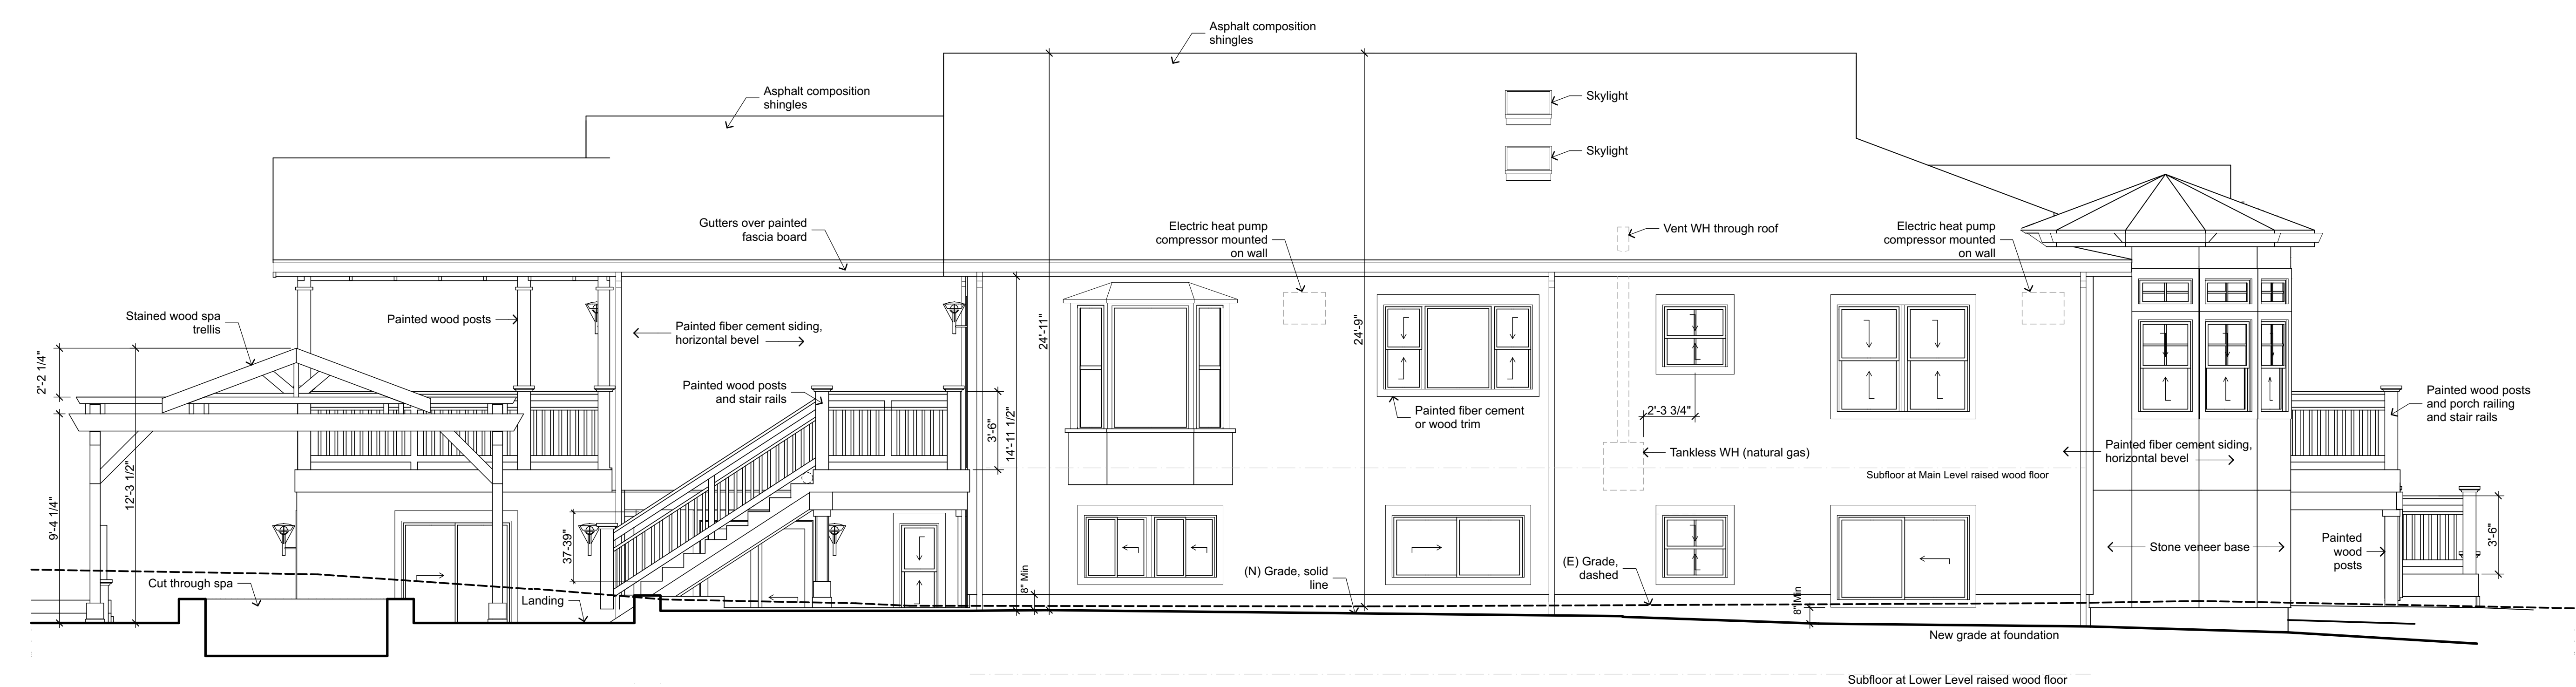 Asphalt composition
shingles
Asphalt composition
shingles
Skylight
Skylight
Gutters over painted
fascia board
Electric heat pump
compressor mounted
on wall
Vent WH through roof
Electric heat pump
compressor mounted
on wall
Stained wood spa
trellis
Painted wood posts
Painted fiber cement siding,
horizontal bevel
24'-11"
24'-9"
2'-2 1/4"
Painted wood posts
and stair rails
Painted fiber cement
or wood trim
2'-3 3/4"
Painted wood posts
and porch railing
and stair rails
3'-6"
14'-11 1/2"
Tankless WH (natural gas)
Painted fiber cement siding,
horizontal bevel
Subfloor at Main Level raised wood floor
9'-4 1/4"
12'-3 1/2"
37-39"
Stone veneer base
Painted
wood
posts
3'-6"
Cut through spa
Landing
8" Min
(N) Grade, solid
line
(E) Grade,
dashed
8" Min
New grade at foundation
Subfloor at Lower Level raised wood floor